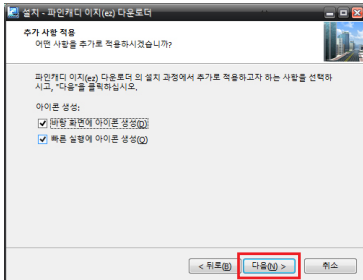 설치 - 파인캐디 이지(ez) 다운로더
추가 사항 적용
어떤 사항을 추가로 적용하시겠습니까?
파인캐디 이지(ez) 다운로더 의 설치 과정에서 추가로 적용하고자 하는 사항을 선택하
시고, "다음"을 클릭하십시오.
아이콘 생성:
바탕 화면에 아이콘 생성(D)
빠른 실행에 아이콘 생성(Q)
< 뒤로(B)
다음(N) >
취소